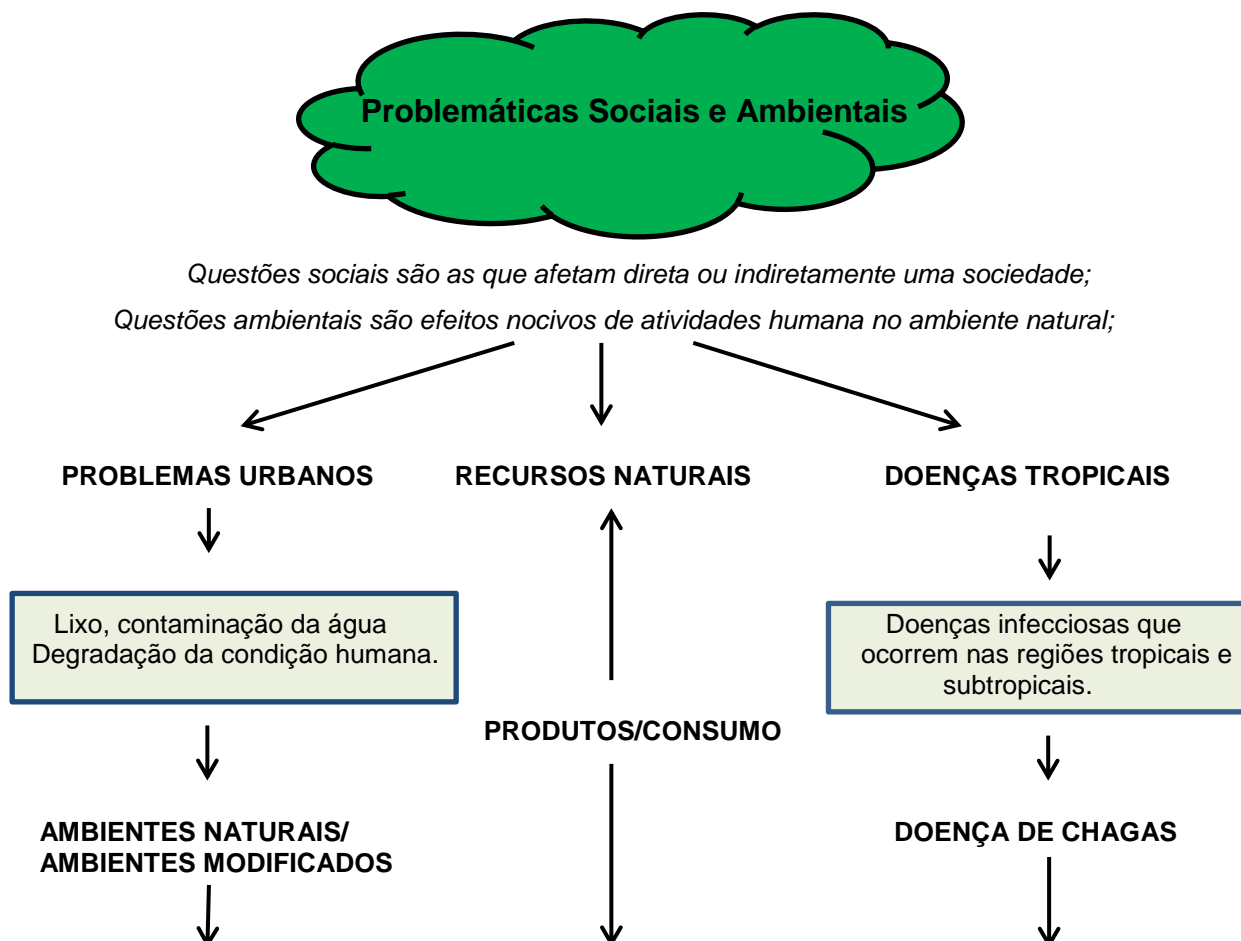 Problemáticas Sociais e Ambientais
Questões sociais são as que afetam direta ou indiretamente uma sociedade;
Questões ambientais são efeitos nocivos de atividades humana no ambiente natural;
PROBLEMAS URBANOS
RECURSOS NATURAIS
DOENÇAS TROPICAIS
Lixo, contaminação da água
Degradação da condição humana.
Doenças infecciosas que
ocorrem nas regiões tropicais e
subtropicais.
PRODUTOS/CONSUMO
AMBIENTES NATURAIS/
AMBIENTES MODIFICADOS
DOENÇA DE CHAGAS